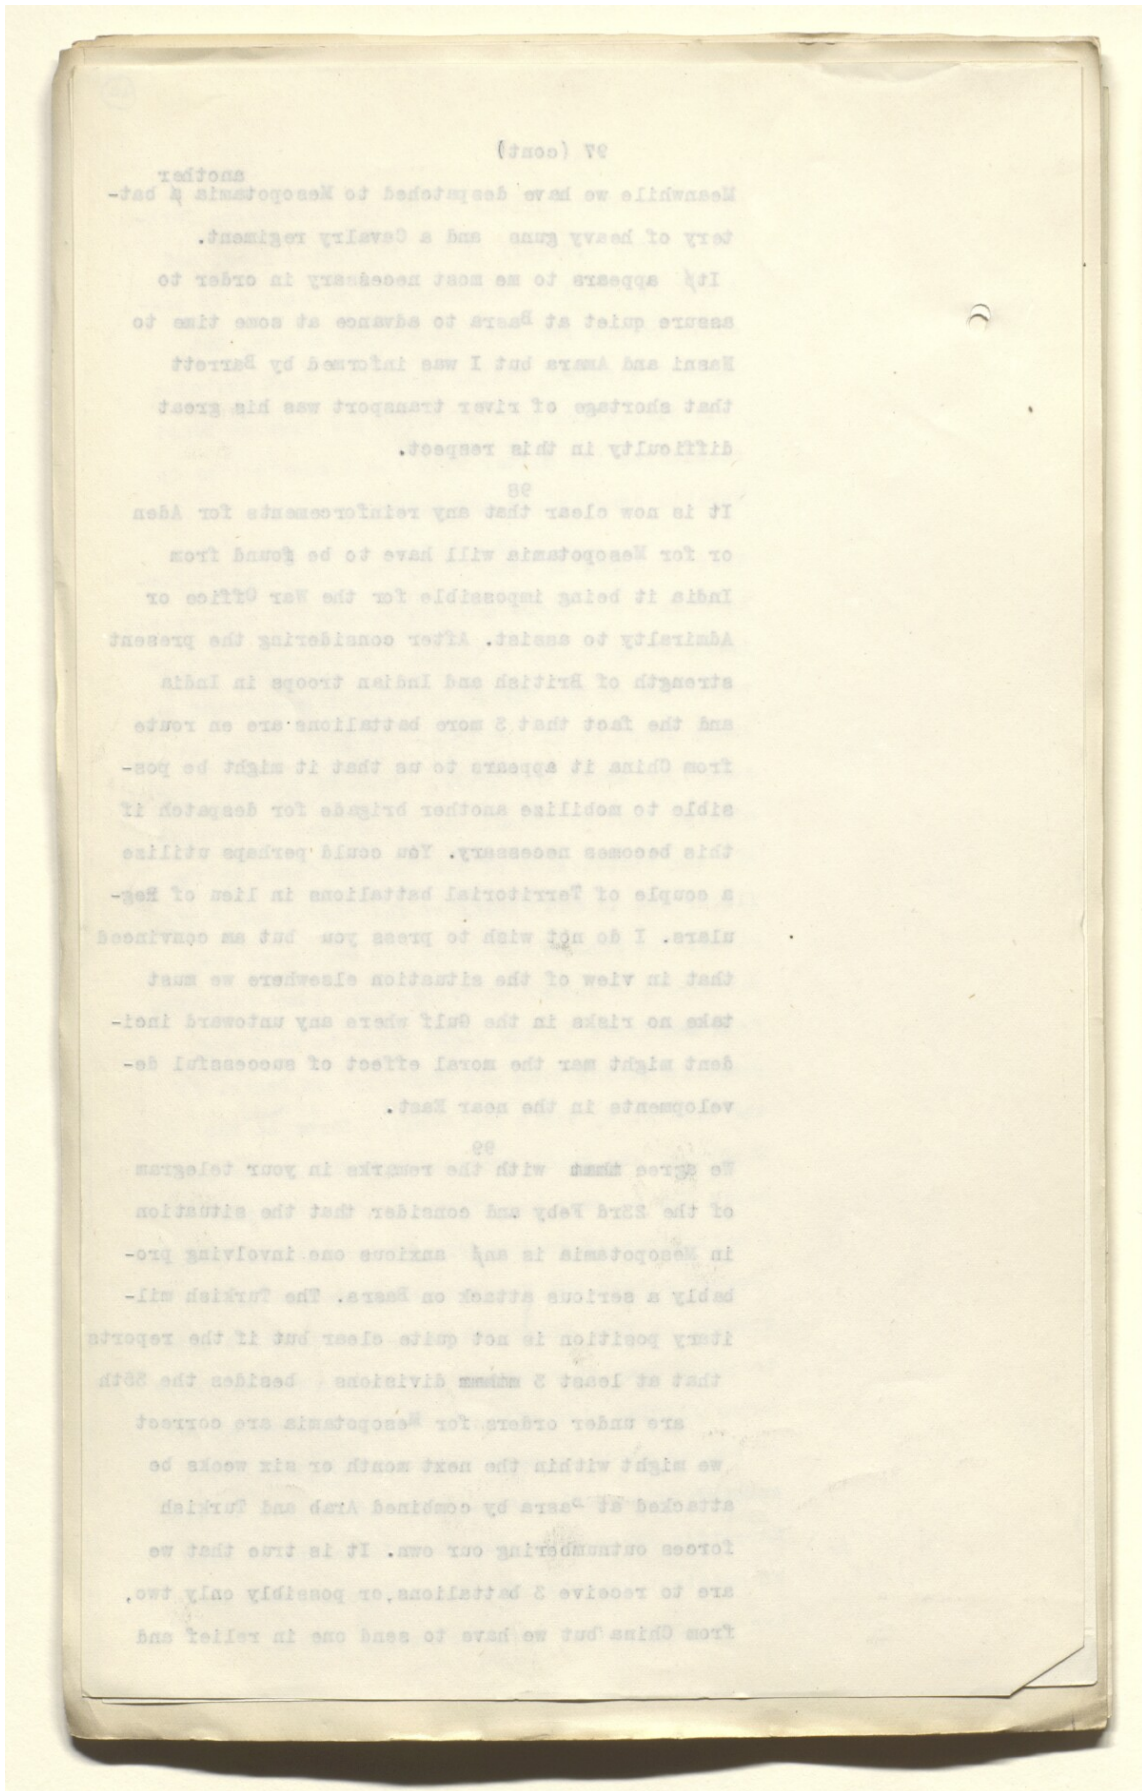 97 (cont)
another
Meanwhile we have despatched to Mesopotamia a bat-
tery of heavy guns and a Cavalry regiment.
It appears to me most necessary in order to
assure quiet at Basra to advance at some time to
Nasni and Amara but I was informed by Barrett
that shortage of river transport was his great
difficulty in this respect.
98
It is now clear that any reinforcements for Aden
or for Mesopotamia will have to be found from
India it being impossible for the War Office or
Admiralty to assist. After considering the present
strength of British and Indian troops in India
and the fact that 3 more battalions are en route
from China it appears to us that it might be pos-
sible to mobilize another brigade for despatch if
this becomes necessary. You could perhaps utilize
a couple of Territorial battalions in lieu of Reg-
ulars. I do not wish to press you but am convinced
that in view of the situation elsewhere we must
take no risks in the Gulf where any untoward inci-
dent might mar the moral effect of successful de-
velopments in the near East.
99
We agree that with the remarks in your telegram
of the 23rd Feby and consider that the situation
in Mesopotamia is an anxious one involving pro-
bably a serious attack on Basra. The Turkish mil-
itary position is not quite clear but if the reports
that at least 3 divisions besides the 36th
are under orders for Mesopotamia are correct
we might within the next month or six weeks be
attacked at Basra by combined Arab and Turkish
forces outnumbering our own. It is true that we
are to receive 3 battalions, or possibly only two,
from China but we have to send one in relief and